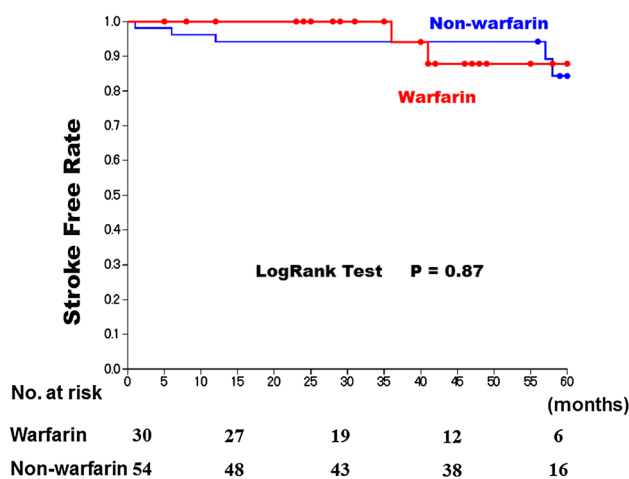 1.0
Non-warfarin
0.9
Warfarin
0.8
0.7
0.6
0.5
0.4
0.3
LogRank Test P = 0.87
0.2
0.1
0.0
Stroke Free Rate
0 5 10 15 20 25 30 35 40 45 50 55 60
No. at risk
(months)
Warfarin 30 27 19 12 6
Non-warfarin 54 48 43 38 16